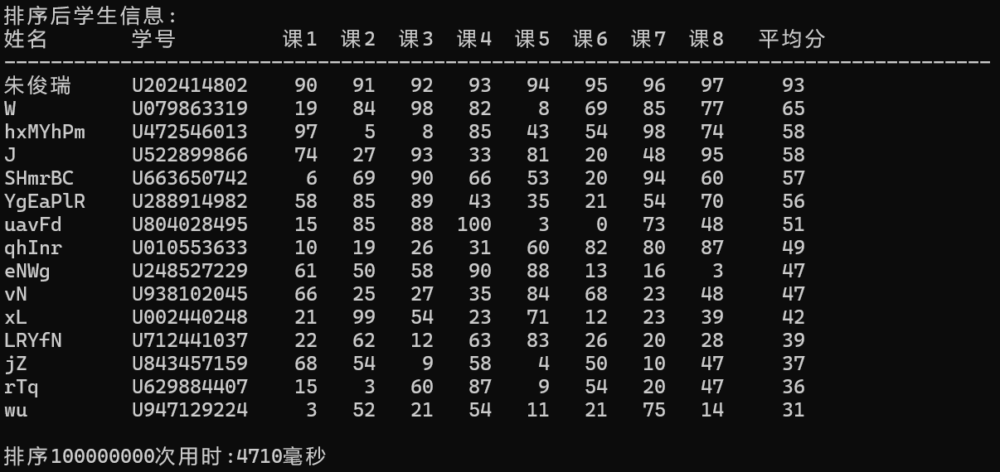 排序后学生信息:
姓名 学号 课1 课2 课3 课4 课5 课6 课7 课8 平均分
-------------------------------------------------------------------------------------
朱俊瑞 U202414802 90 91 92 93 94 95 96 97 93
W U079863319 19 84 98 82 8 69 85 77 65
hxMYhPm U472546013 97 5 8 85 43 54 98 74 58
J U522899866 74 27 93 33 81 20 48 95 58
SHmrBC U663650742 6 69 90 66 53 20 94 60 57
YgEaPlR U288914982 58 85 89 43 35 21 54 70 56
uavFd U804028495 15 85 88 100 3 0 73 48 51
qhInr U010553633 10 19 26 31 60 82 80 87 49
eNWg U248527229 61 50 58 90 88 13 16 3 47
vN U938102045 66 25 27 35 84 68 23 48 47
xL U002440248 21 99 54 23 71 12 23 39 42
LRYfN U712441037 22 62 12 63 83 26 20 28 39
jZ U843457159 68 54 9 58 4 50 10 47 37
rTq U629884407 15 3 60 87 9 54 20 47 36
wu U947129224 3 52 21 54 11 21 75 14 31
排序100000000次用时:4710毫秒